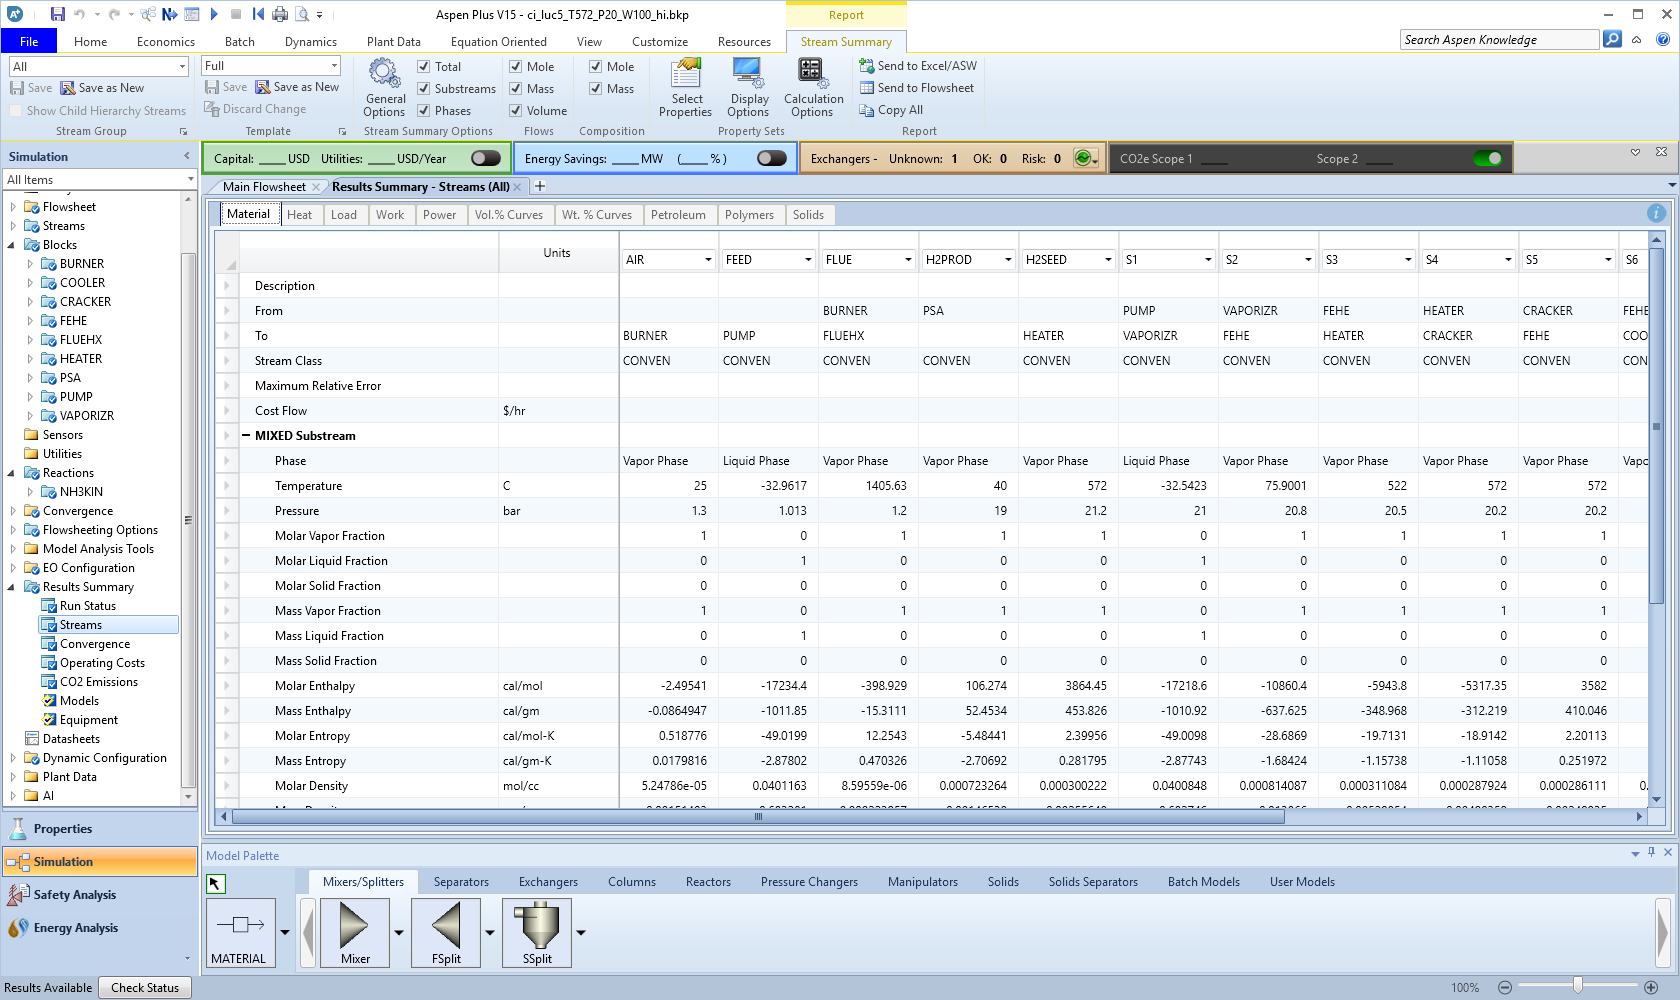 Aspen Plus V15 - ci_luc5_T572_P20_W100_hi.bkp
Report
File Home Economics Batch Dynamics Plant Data Equation Oriented View Customize Resources Stream Summary
Search Aspen Knowledge
All
Save Save as New
Show Child Hierarchy Streams
Stream Group
Full
Save Save as New
Discard Change
Template
General Options
Total
Substreams
Phases
Stream Summary Options
Mole
Mass
Volume
Flows
Mole
Mass
Composition
Select Properties
Display Options
Calculation Options
Property Sets
Send to Excel/ASW
Send to Flowsheet
Copy All
Report
Capital: ____ USD Utilities: ____ USD/Year
Energy Savings: ____ MW (____ %)
Exchangers - Unknown: 1 OK: 0 Risk: 0
CO2e Scope 1 ____ Scope 2 ____
Simulation
All Items
Flowsheet
Streams
Blocks
BURNER
COOLER
CRACKER
FEHE
FLUEHX
HEATER
PSA
PUMP
VAPORIZR
Sensors
Utilities
Reactions
NH3KIN
Convergence
Flowsheeting Options
Model Analysis Tools
EO Configuration
Results Summary
Run Status
Streams
Convergence
Operating Costs
CO2 Emissions
Models
Equipment
Datasheets
Dynamic Configuration
Plant Data
AI
Properties
Simulation
Safety Analysis
Energy Analysis
Main Flowsheet Results Summary - Streams (All)
Material Heat Load Work Power Vol.% Curves Wt. % Curves Petroleum Polymers Solids
Units AIR FEED FLUE H2PROD H2SEED S1 S2 S3 S4 S5 S6
Description
From BURNER PSA PUMP VAPORIZR FEHE HEATER CRACKER FEHE
To BURNER PUMP FLUEHX HEATER VAPORIZR FEHE HEATER CRACKER FEHE COO
Stream Class CONVEN CONVEN CONVEN CONVEN CONVEN CONVEN CONVEN CONVEN CONVEN CONVEN CON
Maximum Relative Error
Cost Flow $/hr
MIXED Substream
Phase Vapor Phase Liquid Phase Vapor Phase Vapor Phase Vapor Phase Liquid Phase Vapor Phase Vapor Phase Vapor Phase Vapor Phase Vapo
Temperature C 25 -32.9617 1405.63 40 572 -32.5423 75.9001 522 572 572
Pressure bar 1.3 1.013 1.2 19 21.2 21 20.8 20.5 20.2 20.2
Molar Vapor Fraction 1 0 1 1 1 0 1 1 1 1
Molar Liquid Fraction 0 1 0 0 0 1 0 0 0 0
Molar Solid Fraction 0 0 0 0 0 0 0 0 0 0
Mass Vapor Fraction 1 0 1 1 1 0 1 1 1 1
Mass Liquid Fraction 0 1 0 0 0 1 0 0 0 0
Mass Solid Fraction 0 0 0 0 0 0 0 0 0 0
Molar Enthalpy cal/mol -2.49541 -17234.4 -398.929 106.274 3864.45 -17218.6 -10860.4 -5943.8 -5317.35 3582
Mass Enthalpy cal/gm -0.0864947 -1011.85 -15.3111 52.4534 453.826 -1010.92 -637.625 -348.968 -312.219 410.046
Molar Entropy cal/mol-K 0.518776 -49.0199 12.2543 -5.48441 2.39956 -49.0098 -28.6869 -19.7131 -18.9142 2.20113
Mass Entropy cal/gm-K 0.0179816 -2.87802 0.470326 -2.70692 0.281795 -2.87743 -1.68424 -1.15738 -1.11058 0.251972
Molar Density mol/cc 5.24786e-05 0.0401163 8.59559e-06 0.000723264 0.000300222 0.0400848 0.000814087 0.000311084 0.000287924 0.000286111 0.
Model Palette
Mixers/Splitters Separators Exchangers Columns Reactors Pressure Changers Manipulators Solids Solids Separators Batch Models User Models
MATERIAL Mixer FSplit SSplit
Results Available Check Status 100%